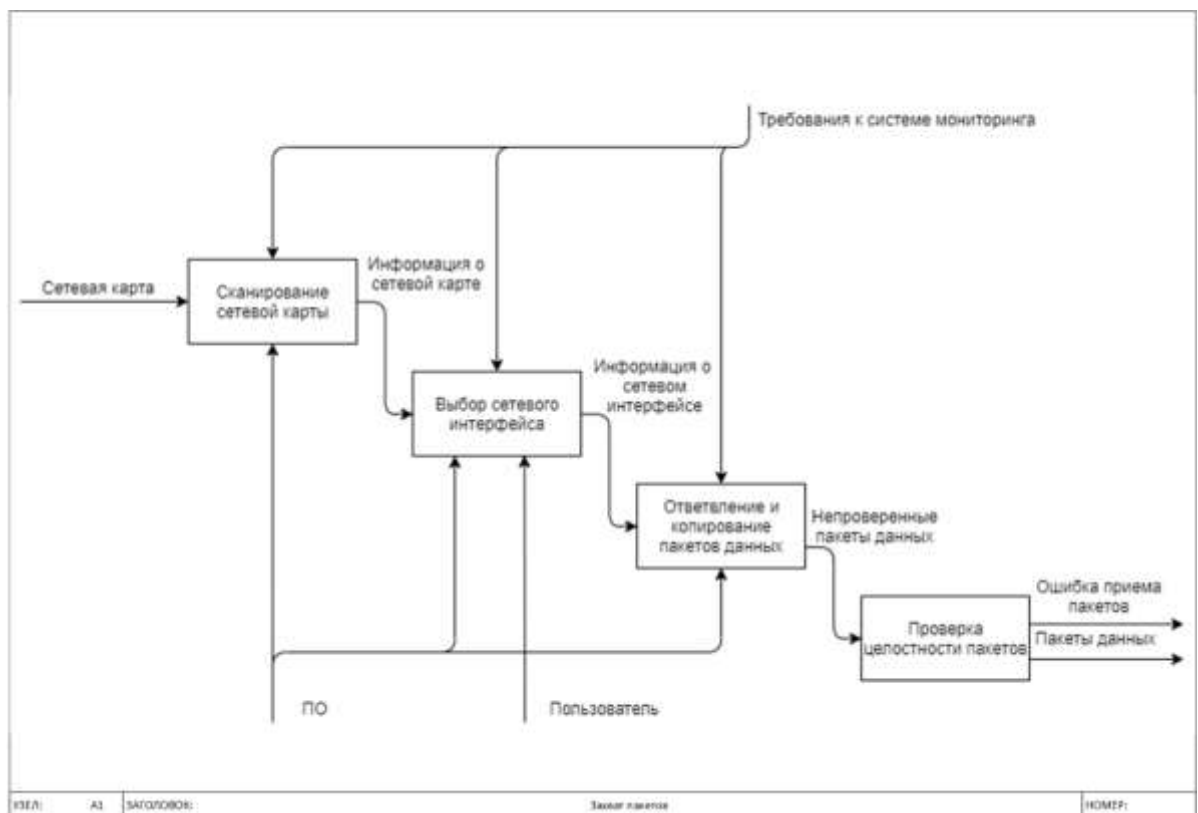 Требования к системе мониторинга
Информация о
сетевой карте
Сетевая карта
Сканирование
сетевой карты
Информация о
сетевом
интерфейсе
Выбор сетевого
интерфейса
Ответвление и
копирование
пакетов данных
Непроверенные
пакеты данных
Ошибка приема
пакетов
Проверка
целостности пакетов
Пакеты данных
ПО
Пользователь
УЗЕЛ: А1 ЗАГОЛОВОК: Захват пакетов НОМЕР: